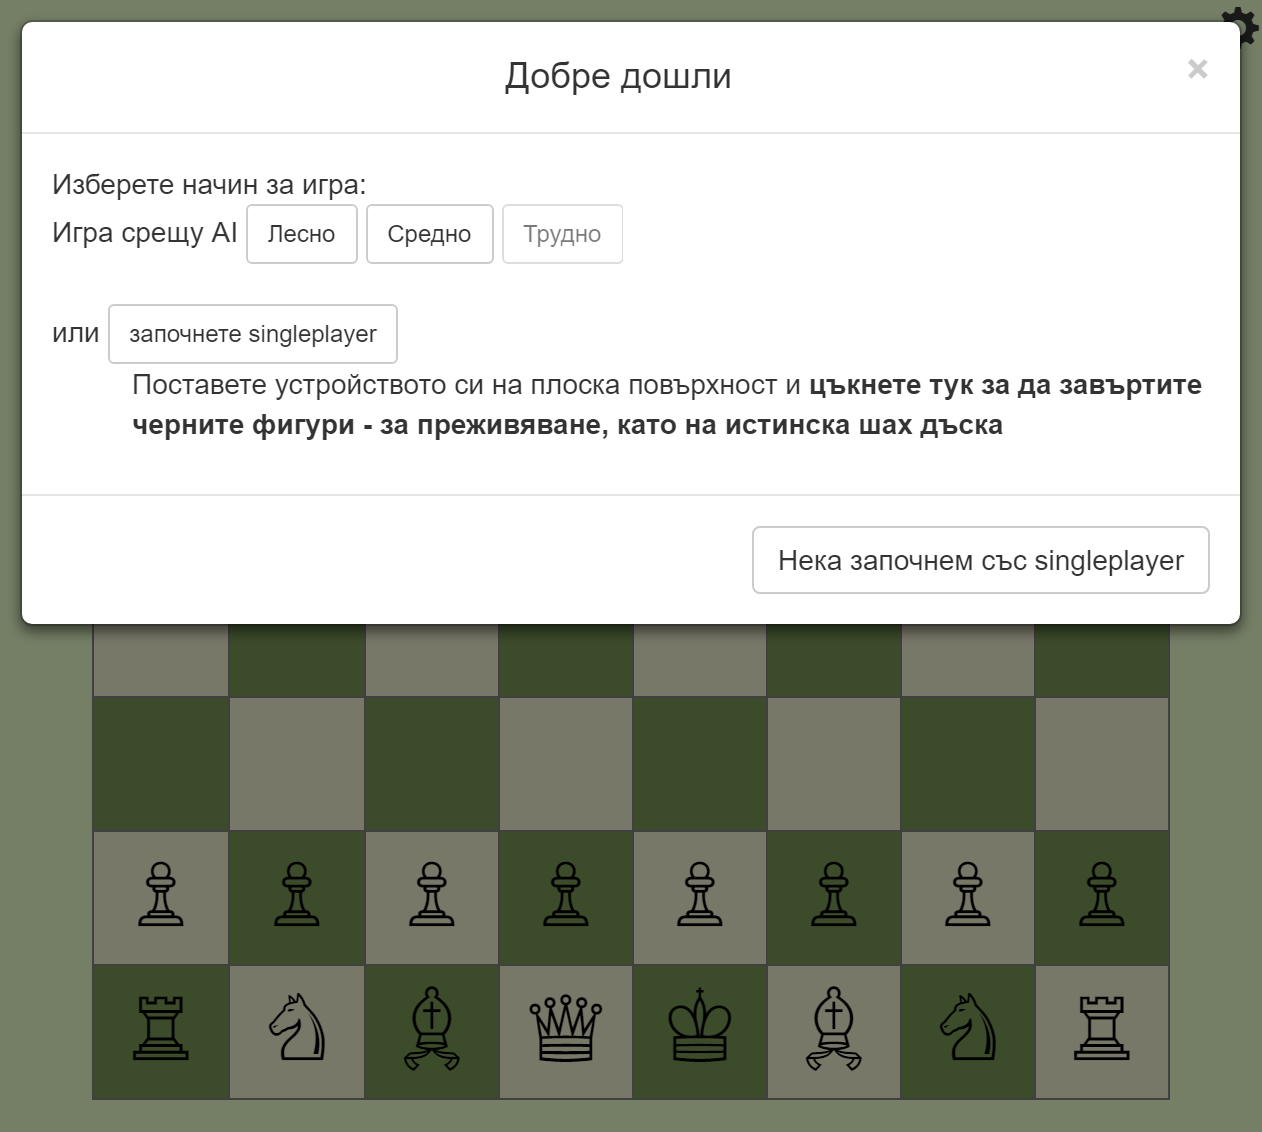 Добре дошли
×
Изберете начин за игра:
Игра срещу AI Лесно Средно Трудно
или започнете singleplayer
Поставете устройството си на плоска повърхност и цъкнете тук за да завъртите
черните фигури - за преживяване, като на истинска шах дъска
Нека започнем със singleplayer